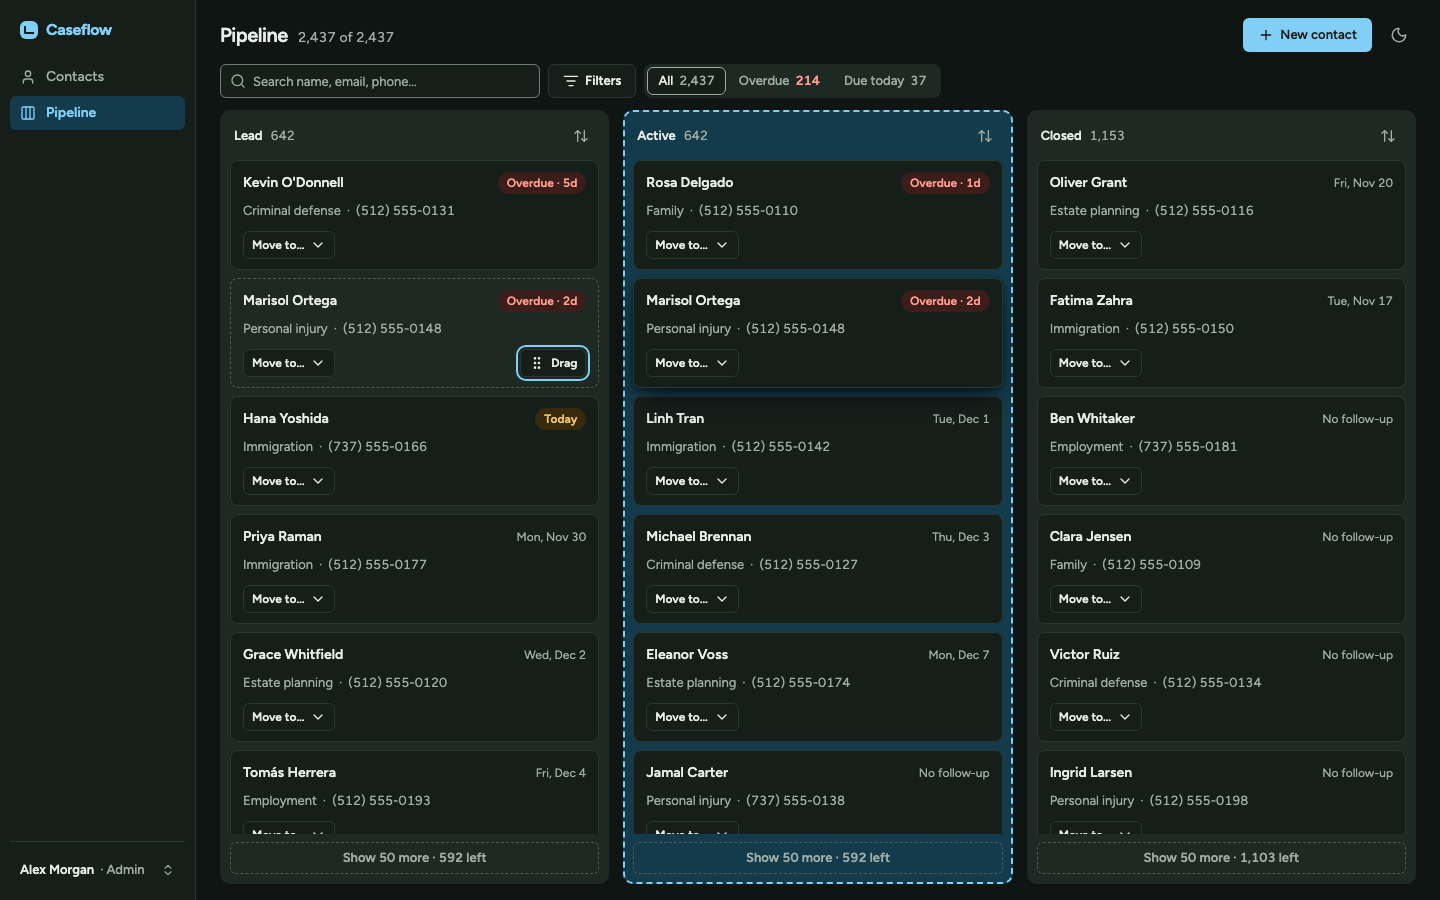 Caseflow
Contacts
Pipeline
Alex Morgan · Admin
Pipeline 2,437 of 2,437
New contact
Search name, email, phone...
Filters
All 2,437
Overdue 214
Due today 37
Lead 642
Kevin O'Donnell
Overdue · 5d
Criminal defense · (512) 555-0131
Move to...
Marisol Ortega
Overdue · 2d
Personal injury · (512) 555-0148
Move to...
Drag
Hana Yoshida
Today
Immigration · (737) 555-0166
Move to...
Priya Raman
Mon, Nov 30
Immigration · (512) 555-0177
Move to...
Grace Whitfield
Wed, Dec 2
Estate planning · (512) 555-0120
Move to...
Tomás Herrera
Fri, Dec 4
Employment · (512) 555-0193
Move to...
Show 50 more · 592 left
Active 642
Rosa Delgado
Overdue · 1d
Family · (512) 555-0110
Move to...
Marisol Ortega
Overdue · 2d
Personal injury · (512) 555-0148
Move to...
Linh Tran
Tue, Dec 1
Immigration · (512) 555-0142
Move to...
Michael Brennan
Thu, Dec 3
Criminal defense · (512) 555-0127
Move to...
Eleanor Voss
Mon, Dec 7
Estate planning · (512) 555-0174
Move to...
Jamal Carter
No follow-up
Personal injury · (737) 555-0138
Move to...
Show 50 more · 592 left
Closed 1,153
Oliver Grant
Fri, Nov 20
Estate planning · (512) 555-0116
Move to...
Fatima Zahra
Tue, Nov 17
Immigration · (512) 555-0150
Move to...
Ben Whitaker
No follow-up
Employment · (737) 555-0181
Move to...
Clara Jensen
No follow-up
Family · (512) 555-0109
Move to...
Victor Ruiz
No follow-up
Criminal defense · (512) 555-0134
Move to...
Ingrid Larsen
No follow-up
Personal injury · (512) 555-0198
Move to...
Show 50 more · 1,103 left